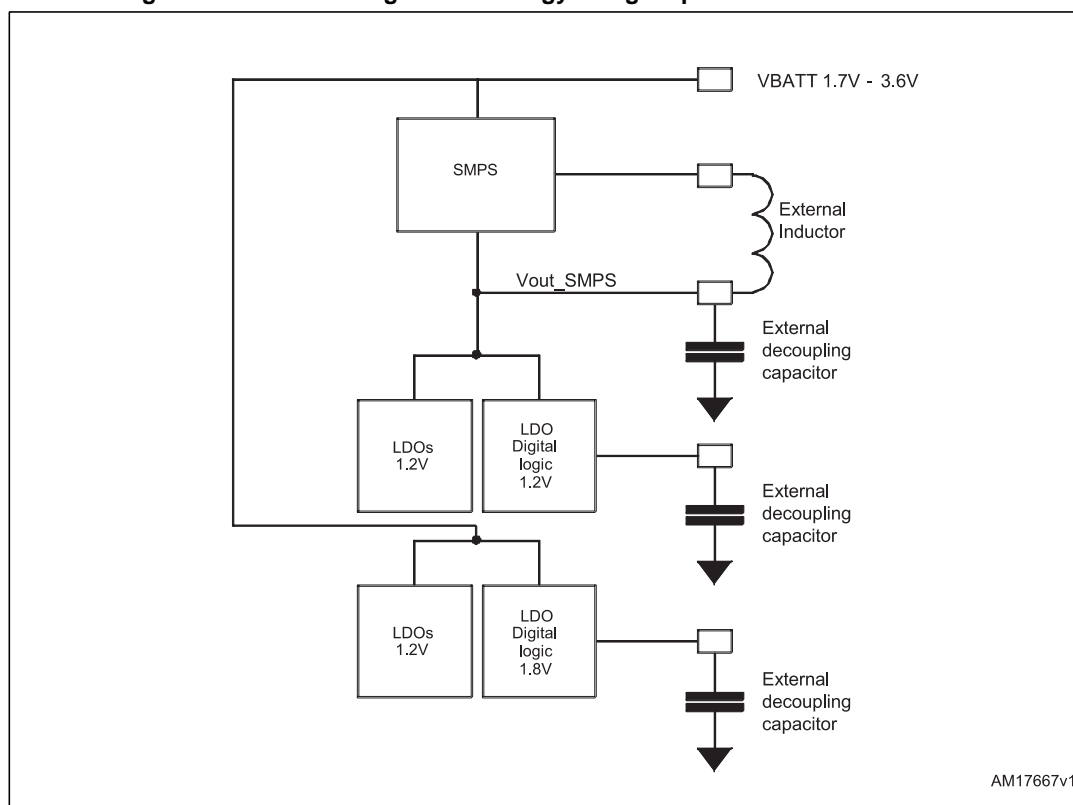 VBATT 1.7V - 3.6V
SMPS
External
Inductor
Vout_SMPS
External
decoupling
capacitor
LDOs
1.2V
LDO
Digital
logic
1.2V
External
decoupling
capacitor
LDOs
1.2V
LDO
Digital
logic
1.8V
External
decoupling
capacitor
AM17667v1